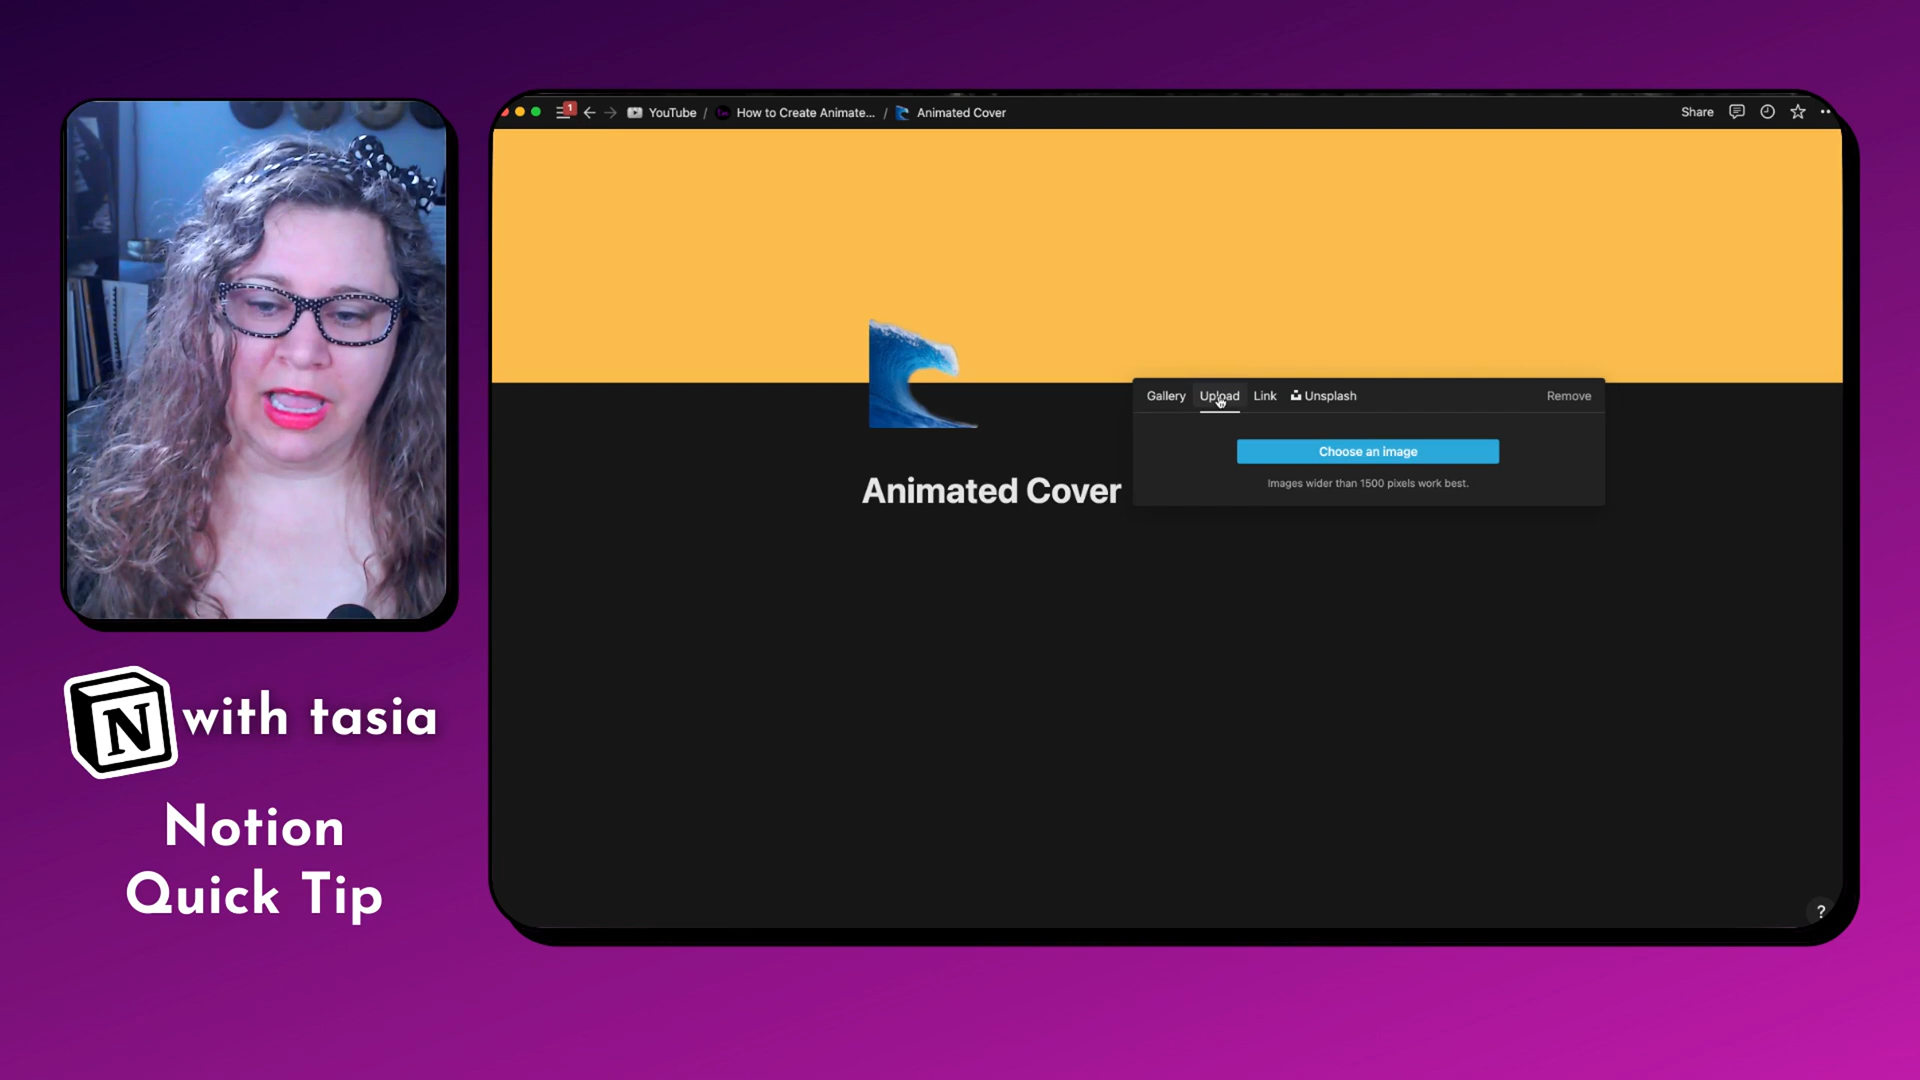 1
YouTube / How to Create Animate... / Animated Cover
Share
Gallery Upload Link Unsplash Remove
Choose an image
Images wider than 1500 pixels work best.
Animated Cover
?
N with tasia
Notion
Quick Tip